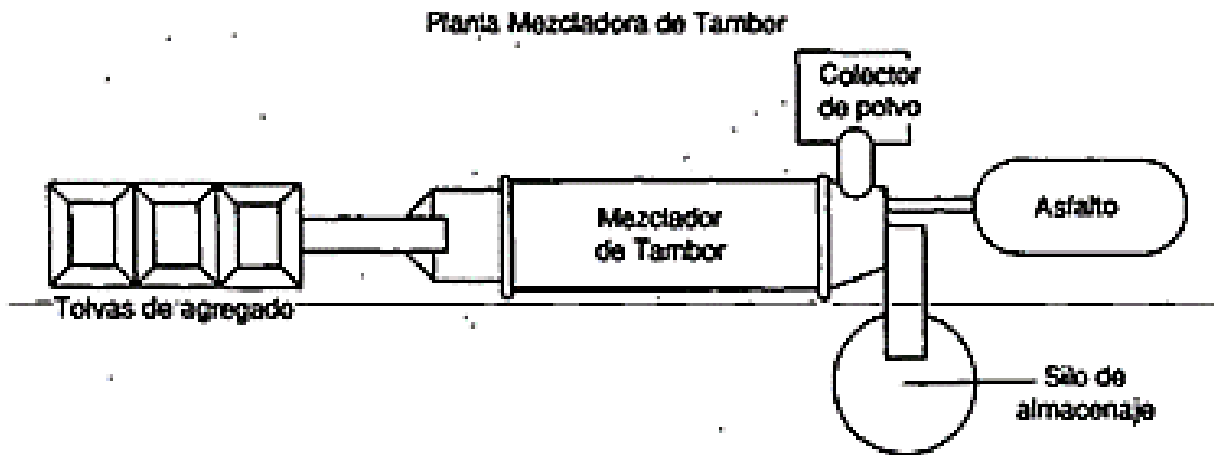 Planta Mezcladora de Tambor
Colector
de polvo
Mezclador
de Tambor
Asfalto
Tolvas de agregado
Silo de
almacenaje